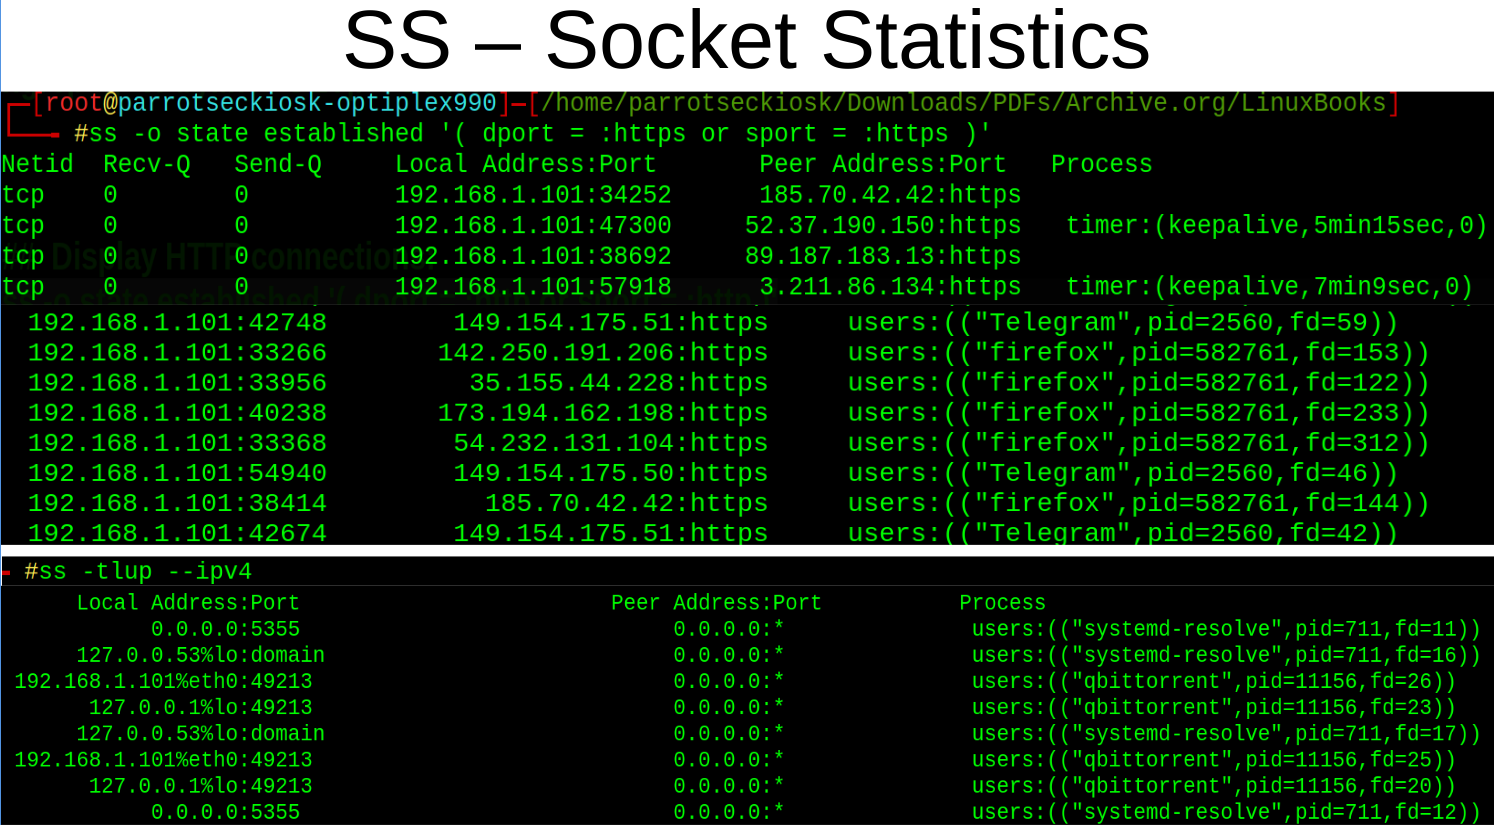 SS – Socket Statistics
[root@parrotseckiosk-optiplex990]─[/home/parrotseckiosk/Downloads/PDFs/Archive.org/LinuxBooks]
#ss -o state established '( dport = :https or sport = :https )'
Netid Recv-Q Send-Q Local Address:Port Peer Address:Port Process
tcp 0 0 192.168.1.101:34252 185.70.42.42:https
tcp 0 0 192.168.1.101:47300 52.37.190.150:https timer:(keepalive,5min15sec,0)
tcp 0 0 192.168.1.101:38692 89.187.183.13:https
tcp 0 0 192.168.1.101:57918 3.211.86.134:https timer:(keepalive,7min9sec,0)
192.168.1.101:42748 149.154.175.51:https users:(("Telegram",pid=2560,fd=59))
192.168.1.101:33266 142.250.191.206:https users:(("firefox",pid=582761,fd=153))
192.168.1.101:33956 35.155.44.228:https users:(("firefox",pid=582761,fd=122))
192.168.1.101:40238 173.194.162.198:https users:(("firefox",pid=582761,fd=233))
192.168.1.101:33368 54.232.131.104:https users:(("firefox",pid=582761,fd=312))
192.168.1.101:54940 149.154.175.50:https users:(("Telegram",pid=2560,fd=46))
192.168.1.101:38414 185.70.42.42:https users:(("firefox",pid=582761,fd=144))
192.168.1.101:42674 149.154.175.51:https users:(("Telegram",pid=2560,fd=42))
#ss -tlup --ipv4
Local Address:Port Peer Address:Port Process
0.0.0.0:5355 0.0.0.0:* users:(("systemd-resolve",pid=711,fd=11))
127.0.0.53%lo:domain 0.0.0.0:* users:(("systemd-resolve",pid=711,fd=16))
192.168.1.101%eth0:49213 0.0.0.0:* users:(("qbittorrent",pid=11156,fd=26))
127.0.0.1%lo:49213 0.0.0.0:* users:(("qbittorrent",pid=11156,fd=23))
127.0.0.53%lo:domain 0.0.0.0:* users:(("systemd-resolve",pid=711,fd=17))
192.168.1.101%eth0:49213 0.0.0.0:* users:(("qbittorrent",pid=11156,fd=25))
127.0.0.1%lo:49213 0.0.0.0:* users:(("qbittorrent",pid=11156,fd=20))
0.0.0.0:5355 0.0.0.0:* users:(("systemd-resolve",pid=711,fd=12))